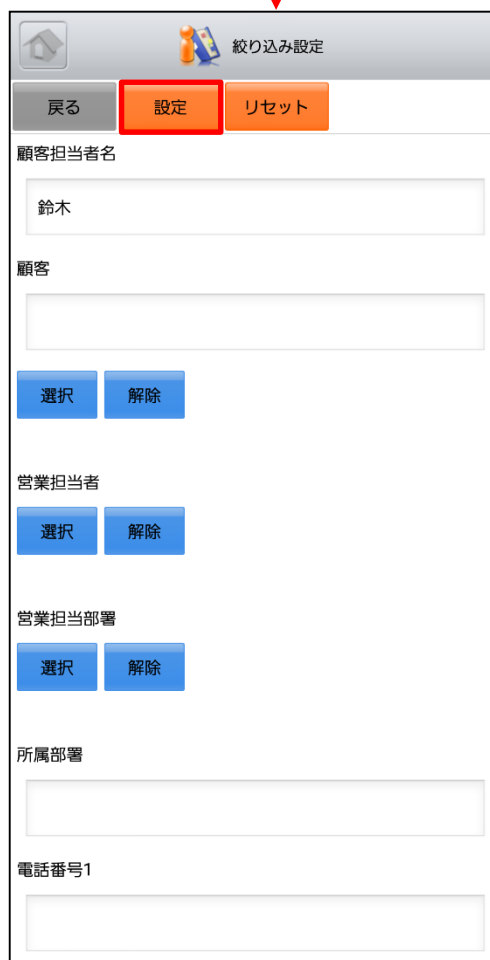 絞り込み設定
戻る 設定 リセット
顧客担当者名
鈴木
顧客
選択 解除
営業担当者
選択 解除
営業担当部署
選択 解除
所属部署
電話番号1